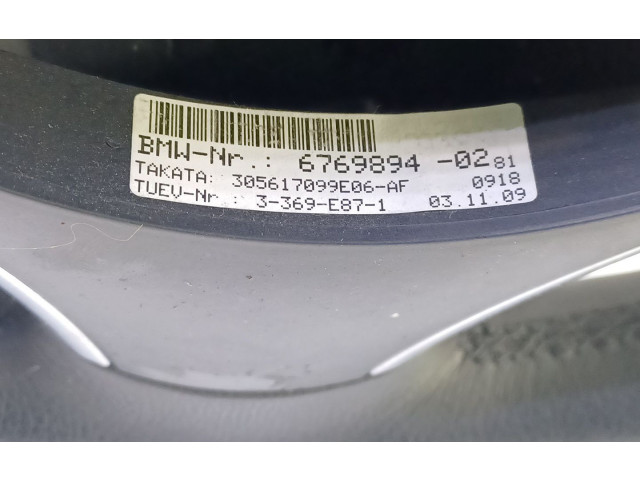 BMW-Nr.: 6769894 -02 81
TAKATA: 305617099E06-AF 0918
TUEV-Nr.: 3-369-E87-1 03.11.09